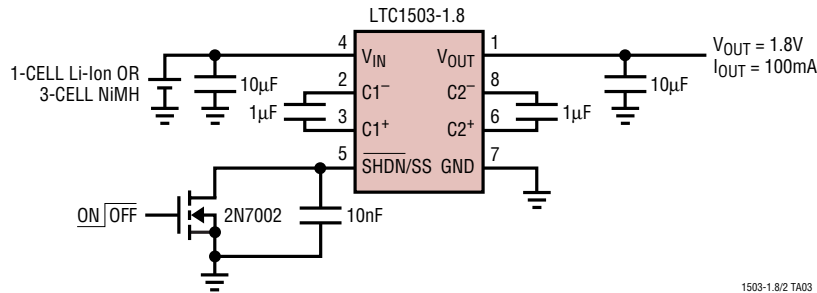 LTC1503-1.8
1-CELL Li-Ion OR
3-CELL NiMH
10µF
1µF
4
2
3
5
VIN
C1–
C1+
SHDN/SS
VOUT
C2–
C2+
GND
1
8
6
7
1µF
10µF
VOUT = 1.8V
IOUT = 100mA
ON OFF
2N7002
10nF
1503-1.8/2 TA03